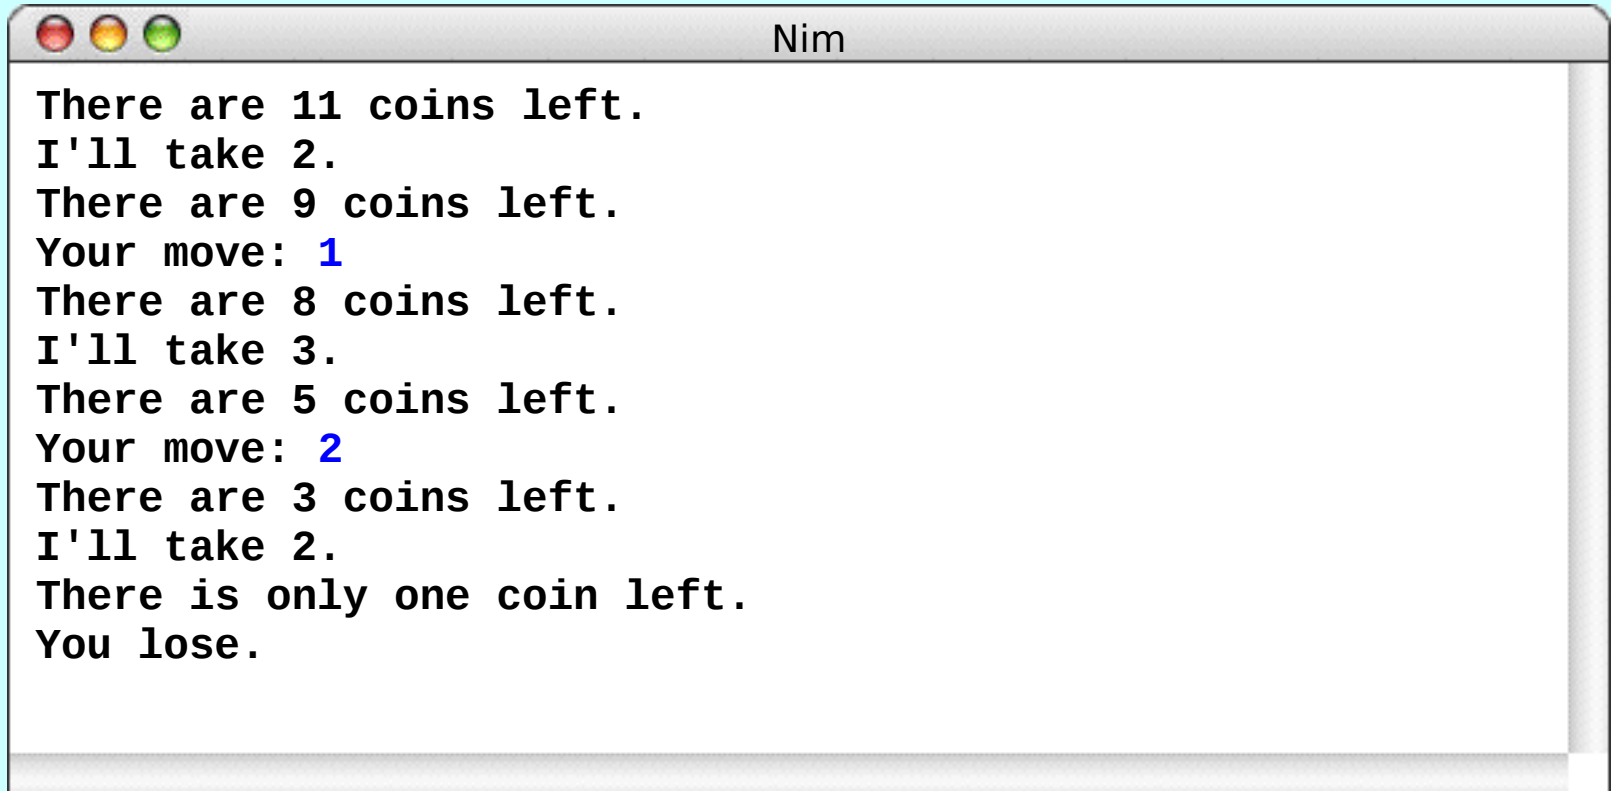 Nim
There are 11 coins left.
I'll take 2.
There are 9 coins left.
Your move: 1
There are 8 coins left.
I'll take 3.
There are 5 coins left.
Your move: 2
There are 3 coins left.
I'll take 2.
There is only one coin left.
You lose.